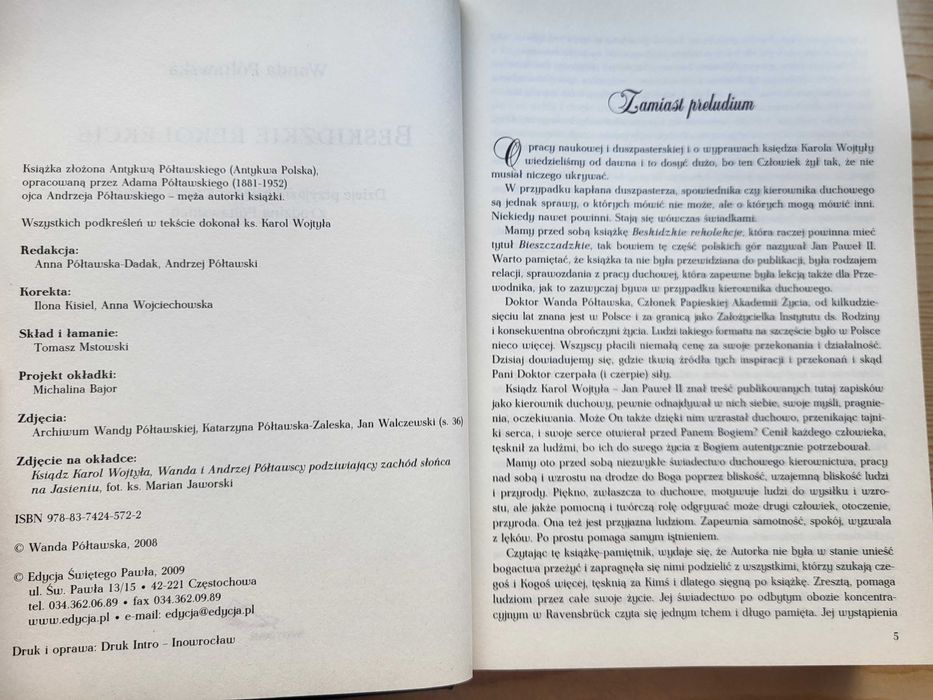 Książka złożona Antykwą Półtawskiego (Antykwa Polska),
opracowaną przez Adama Półtawskiego (1881-1952)
ojca Andrzeja Półtawskiego – męża autorki książki.
Wszystkich podkreśleń w tekście dokonał ks. Karol Wojtyła
Redakcja:
Anna Półtawska-Dadak, Andrzej Półtawski
Korekta:
Ilona Kisiel, Anna Wojciechowska
Skład i łamanie:
Tomasz Mstowski
Projekt okładki:
Michalina Bajor
Zdjęcia:
Archiwum Wandy Półtawskiej, Katarzyna Półtawska-Zaleska, Jan Walczewski (s. 36)
Zdjęcie na okładce:
Ksiądz Karol Wojtyła, Wanda i Andrzej Półtawscy podziwiający zachód słońca
na Jasieniu, fot. ks. Marian Jaworski
ISBN 978-83-7424-572-2
© Wanda Półtawska, 2008
© Edycja Świętego Pawła, 2009
ul. Św. Pawła 13/15 • 42-221 Częstochowa
tel. 034.362.06.89 • fax 034.362.09.89
www.edycja.pl • e-mail: edycja@edycja.pl
Druk i oprawa: Druk Intro – Inowrocław
Zamiast preludium
O pracy naukowej i duszpasterskiej i o wyprawach księdza Karola Wojtyły
wiedzieliśmy od dawna i to dosyć dużo, bo ten Człowiek żył tak, że nie
musiał niczego ukrywać.
W przypadku kapłana duszpasterza, spowiednika czy kierownika duchowego
są jednak sprawy, o których mówić nie może, ale o których mogą mówić inni.
Niekiedy nawet powinni. Stają się wówczas świadkami.
Mamy przed sobą książkę Beskidzkie rekolekcje, która raczej powinna mieć
tytuł Bieszczadzkie, tak bowiem tę część polskich gór nazywał Jan Paweł II.
Warto pamiętać, że książka ta nie była przewidziana do publikacji, była rodzajem
relacji, sprawozdania z pracy duchowej, która zapewne była lekcją także dla Prze-
wodnika, jak to zazwyczaj bywa w przypadku kierownika duchowego.
Doktor Wanda Półtawska, Członek Papieskiej Akademii Życia, od kilkudzie-
sięciu lat znana jest w Polsce i za granicą jako Założycielka Instytutu ds. Rodziny
i konsekwentna obrończyni życia. Ludzi takiego formatu na szczęście było w Polsce
nieco więcej. Wszyscy płacili niemałą cenę za swoje przekonania i działalność.
Dzisiaj dowiadujemy się, gdzie tkwią źródła tych inspiracji i przekonań i skąd
Pani Doktor czerpała (i czerpie) siły.
Ksiądz Karol Wojtyła – Jan Paweł II znał treść publikowanych tutaj zapisków
jako kierownik duchowy, pewnie odnajdywał w nich siebie, swoje myśli, pragnie-
nia, oczekiwania. Może On także dzięki nim wzrastał duchowo, przenikając tajni-
ki serca, i swoje serce otwierał przed Panem Bogiem? Cenił każdego człowieka,
tęsknił za ludźmi, bo ich do swego życia z Bogiem autentycznie potrzebował.
Mamy oto przed sobą niezwykłe świadectwo duchowego kierownictwa, pracy
nad sobą i wzrostu na drodze do Boga poprzez bliskość, wzajemną bliskość ludzi
i przyrody. Piękno, zwłaszcza to duchowe, motywuje ludzi do wysiłku i wzro-
stu, ale jakże pomocną i twórczą rolę odgrywać może drugi człowiek, otoczenie,
przyroda. Ona też jest przyjazna ludziom. Zapewnia samotność, spokój, wyzwala
z lęków. Po prostu pomaga samym istnieniem.
Czytając tę książkę-pamiętnik, wydaje się, że Autorka nie była w stanie unieść
bogactwa przeżyć i zapragnęła się nimi podzielić z wszystkimi, którzy szukają cze-
goś i Kogoś więcej, tęsknią za Kimś i dlatego sięgną po książkę. Zresztą, pomaga
ludziom przez całe swoje życie. Jej świadectwo po odbytym obozie koncentra-
cyjnym w Ravensbrück czyta się jednym tchem i długo pamięta. Jej wystąpienia
5